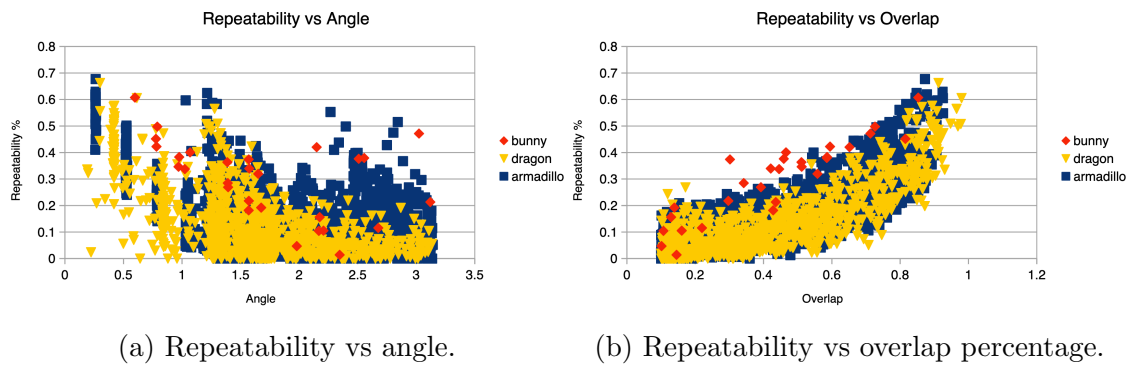 Repeatability vs Angle
0.8
0.7
0.6
0.5
0.4
0.3
0.2
0.1
0
Repeatability %
0 0.5 1 1.5 2 2.5 3 3.5
Angle
bunny
dragon
armadillo
(a) Repeatability vs angle.
Repeatability vs Overlap
0.8
0.7
0.6
0.5
0.4
0.3
0.2
0.1
0
Repeatability %
0 0.2 0.4 0.6 0.8 1 1.2
Overlap
bunny
dragon
armadillo
(b) Repeatability vs overlap percentage.